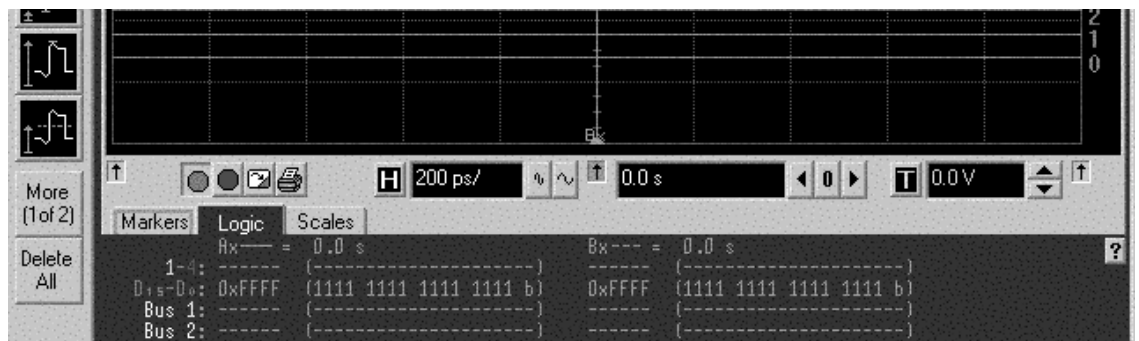 2
1
0
Bx
H 200 ps/ 0.0 s 0 T 0.0 V
More
(1of 2)
Delete
All
Markers Logic Scales
Ax--- = 0.0 s Bx--- = 0.0 s ?
1-4: ------ (----------------------) ------ (----------------------)
D15-D0: 0xFFFF (1111 1111 1111 1111 b) 0xFFFF (1111 1111 1111 1111 b)
Bus 1: ------ (----------------------) ------ (----------------------)
Bus 2: ------ (----------------------) ------ (----------------------)